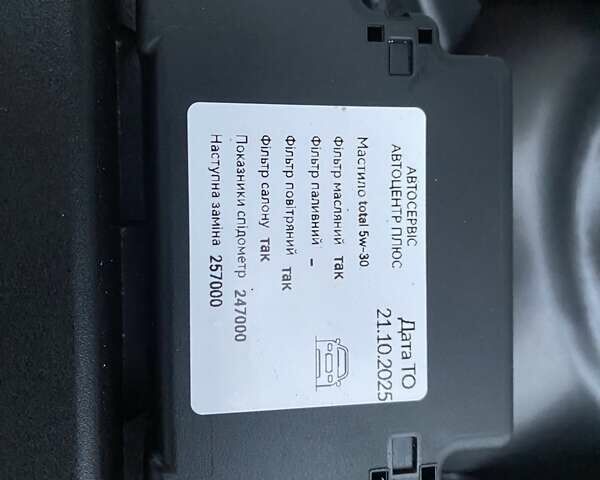 АВТОСЕРВІС
АВТОЦЕНТР ПЛЮС
Дата ТО
21.10.2025
Мастило total 5w-30
Фільтр масляний так
Фільтр паливний –
Фільтр повітряний так
Фільтр салону так
Показники спідометр 247000
Наступна заміна 257000